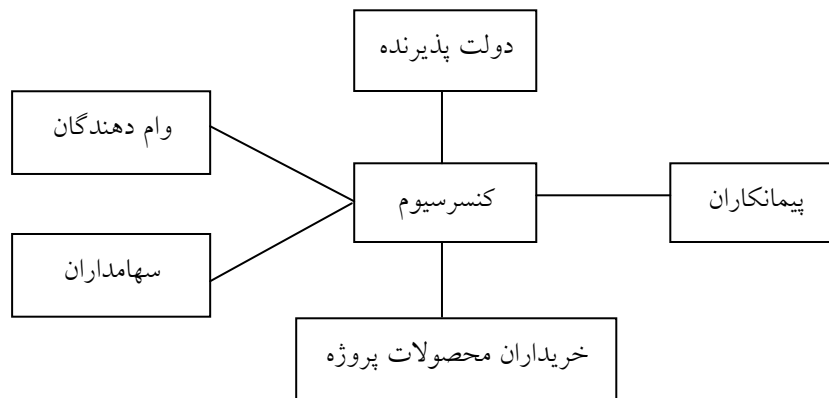 دولت پذیرنده
وام دهندگان
کنسرسیوم
پیمانکاران
سهامداران
خریداران محصولات پروژه